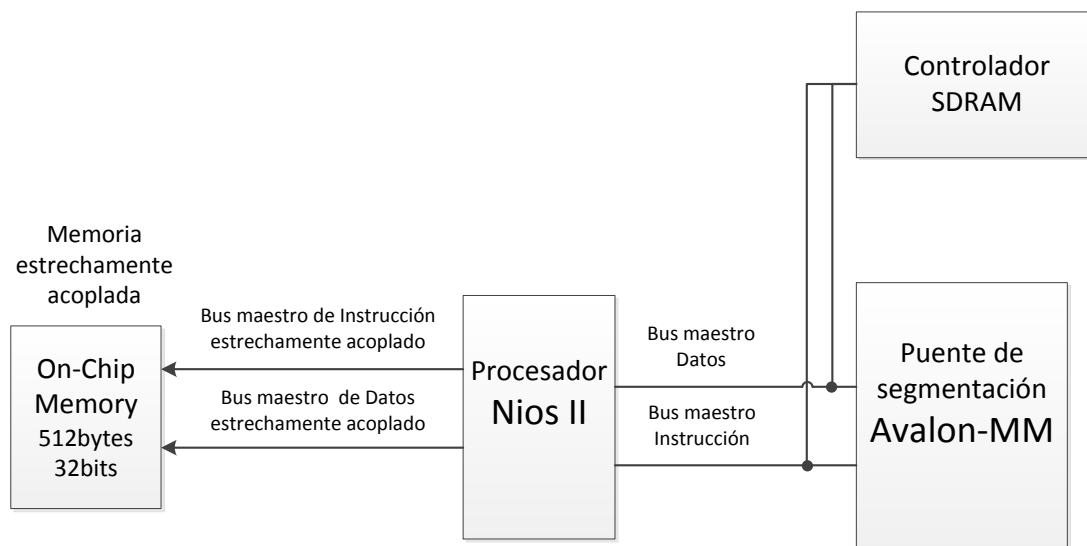 Controlador
SDRAM
Memoria
estrechamente
acoplada
On-Chip
Memory
512bytes
32bits
Bus maestro de Instrucción
estrechamente acoplado
Bus maestro de Datos
estrechamente acoplado
Procesador
Nios II
Bus maestro
Datos
Bus maestro
Instrucción
Puente de
segmentación
Avalon-MM